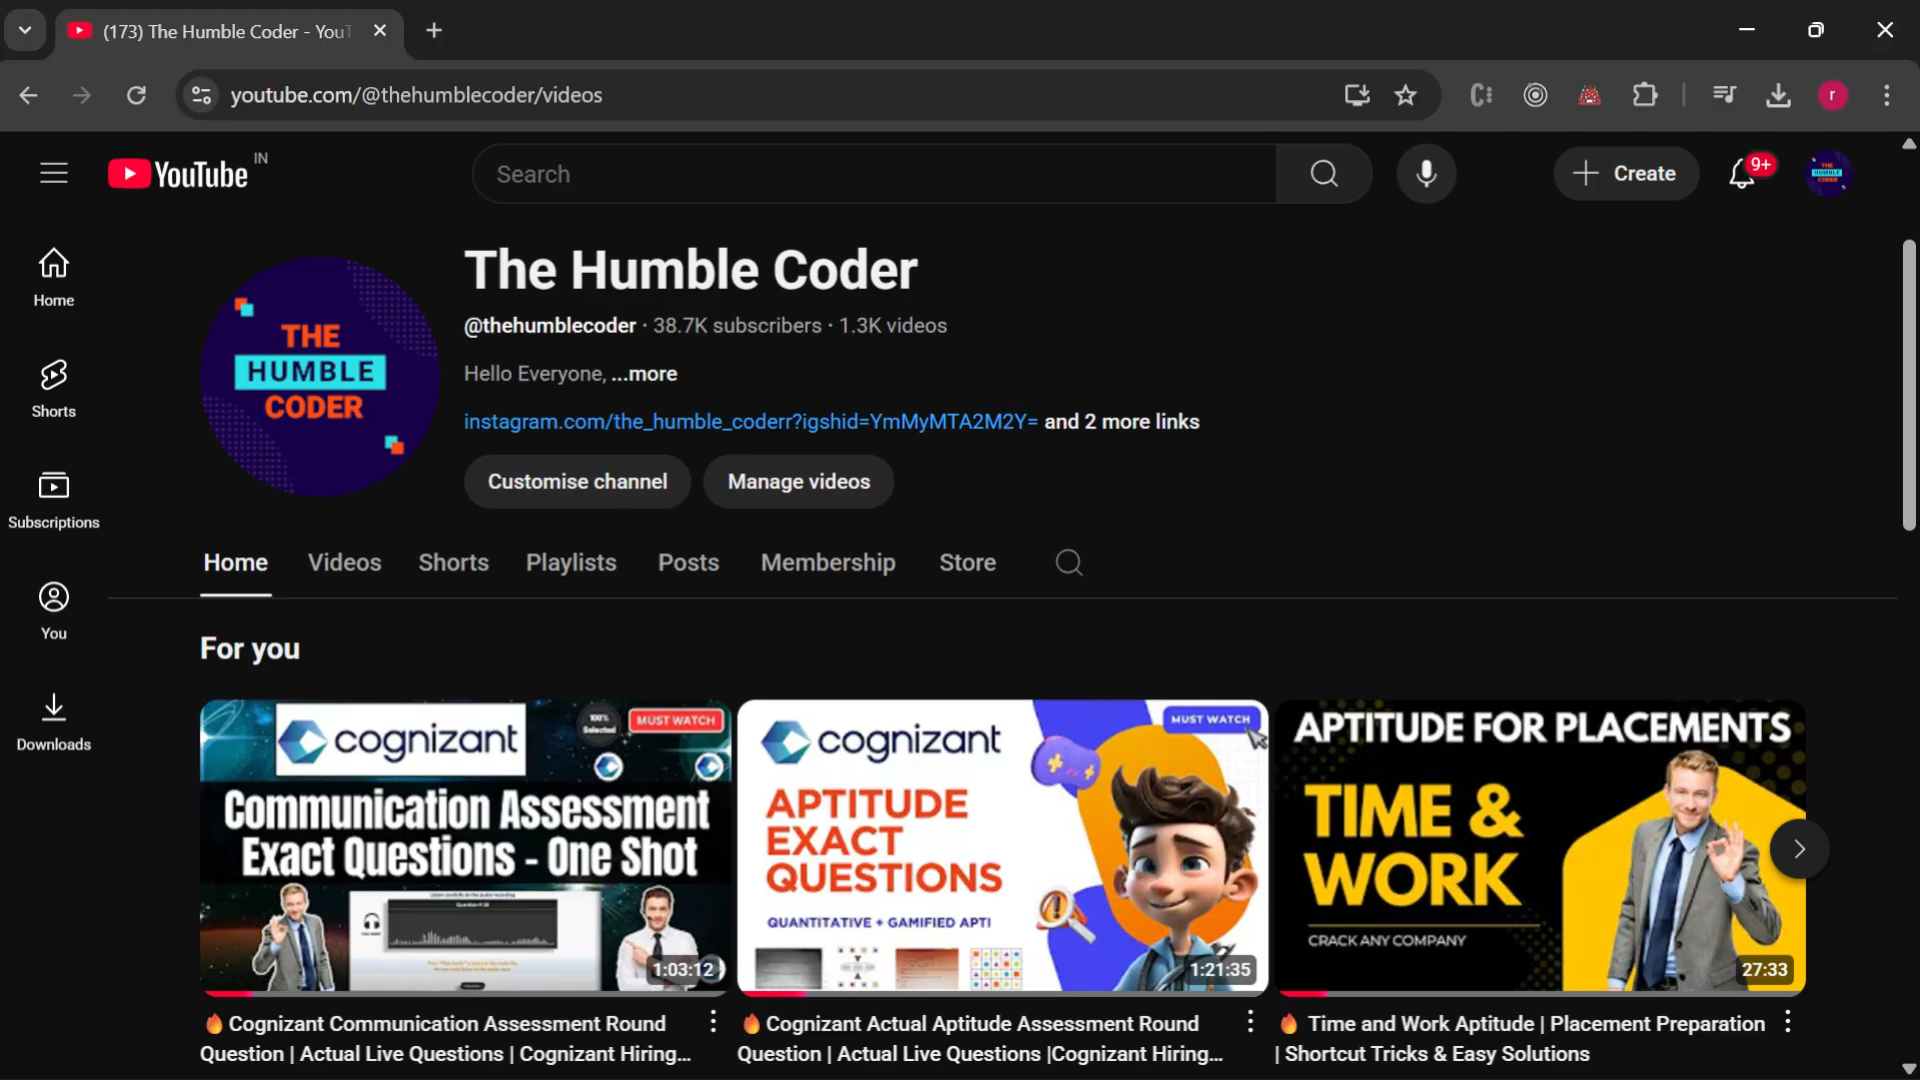 (173) The Humble Coder - YouT
youtube.com/@thehumblecoder/videos
r
YouTube IN
Search
Create
9+
Home
Shorts
Subscriptions
You
Downloads
THE
HUMBLE
CODER
The Humble Coder
@thehumblecoder · 38.7K subscribers · 1.3K videos
Hello Everyone, ...more
instagram.com/the_humble_coderr?igshid=YmMyMTA2M2Y= and 2 more links
Customise channel
Manage videos
Home Videos Shorts Playlists Posts Membership Store
For you
cognizant
100%
Selected
MUST WATCH
Communication Assessment
Exact Questions - One Shot
1:03:12
🔥 Cognizant Communication Assessment Round
Question | Actual Live Questions | Cognizant Hiring...
cognizant
MUST WATCH
APTITUDE
EXACT
QUESTIONS
QUANTITATIVE + GAMIFIED APTI
1:21:35
🔥 Cognizant Actual Aptitude Assessment Round
Question | Actual Live Questions |Cognizant Hiring...
APTITUDE FOR PLACEMENTS
TIME &
WORK
CRACK ANY COMPANY
27:33
🔥 Time and Work Aptitude | Placement Preparation
| Shortcut Tricks & Easy Solutions